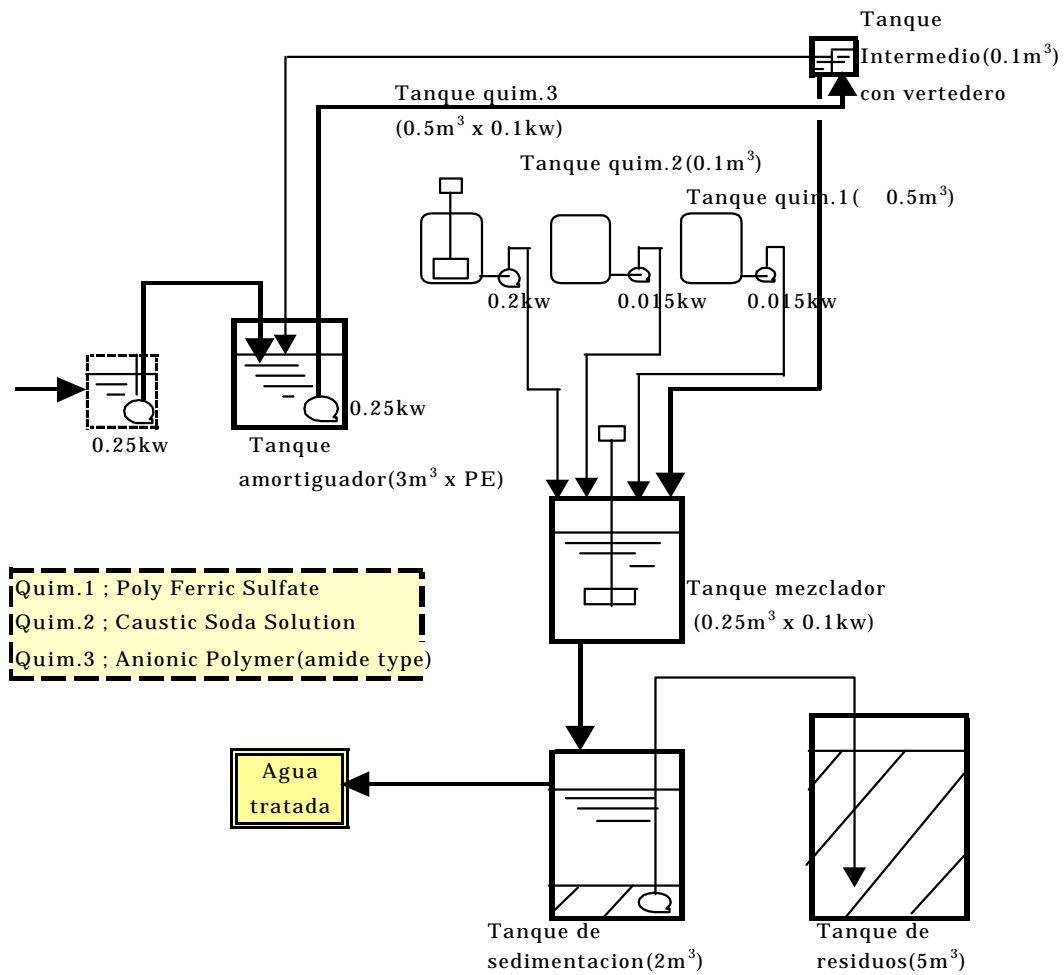 Tanque
Intermedio(0.1m³)
con vertedero
Tanque quim.3
(0.5m³ x 0.1kw)
Tanque quim.2(0.1m³)
Tanque quim.1( 0.5m³)
0.2kw
0.015kw
0.015kw
0.25kw
0.25kw
Tanque
amortiguador(3m³ x PE)
Quim.1 ; Poly Ferric Sulfate
Quim.2 ; Caustic Soda Solution
Quim.3 ; Anionic Polymer(amide type)
Tanque mezclador
(0.25m³ x 0.1kw)
Agua
tratada
Tanque de
sedimentacion(2m³)
Tanque de
residuos(5m³)